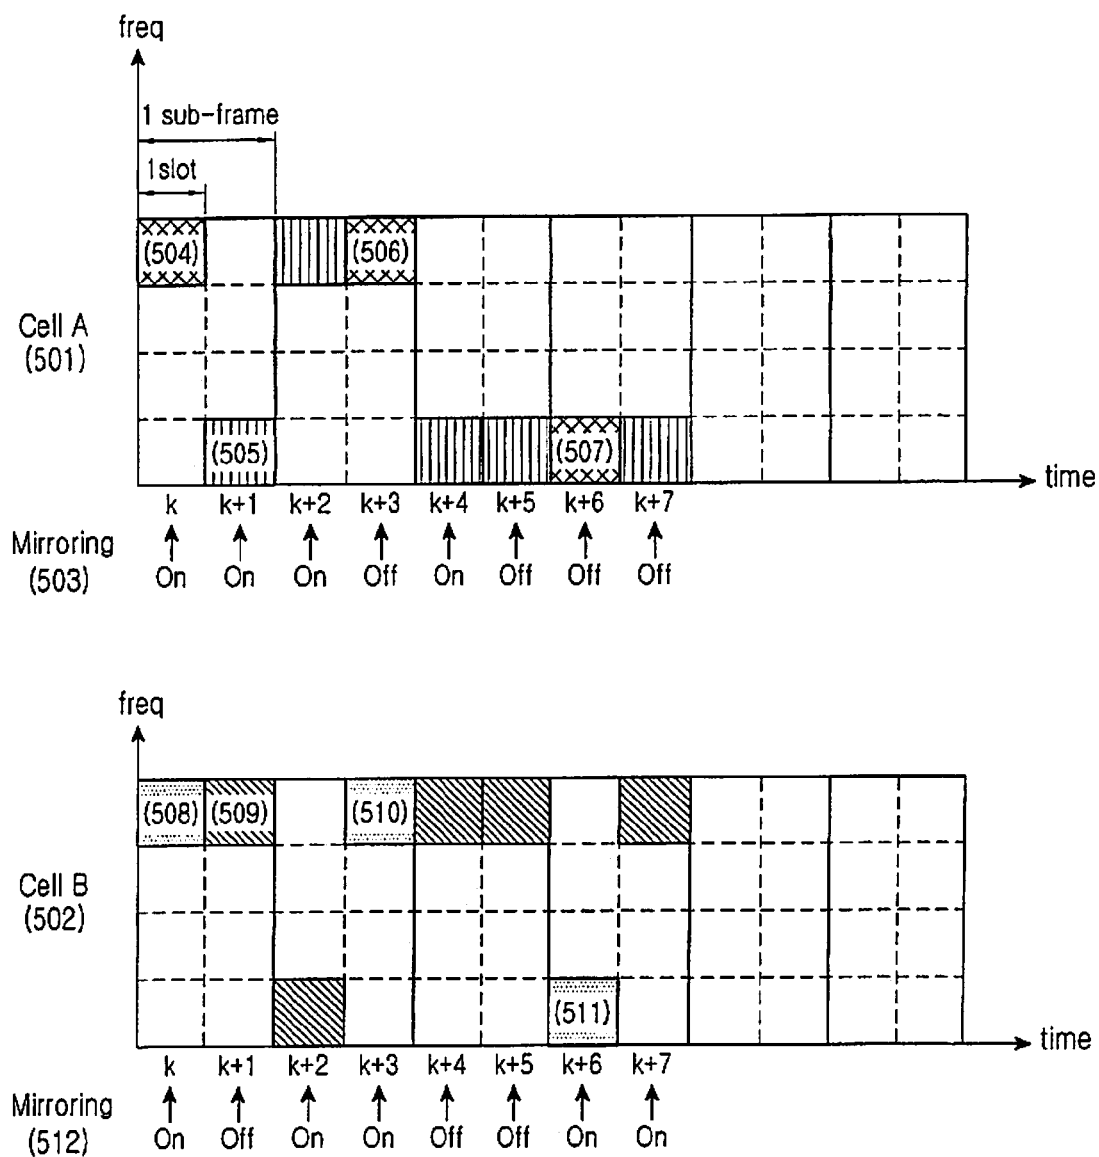 freq
1 sub-frame
1slot
(504)
(506)
Cell A
(501)
(505)
(507)
time
k k+1 k+2 k+3 k+4 k+5 k+6 k+7
Mirroring
(503)
On On On Off On Off Off Off
freq
(508) (509) (510)
Cell B
(502)
(511)
time
k k+1 k+2 k+3 k+4 k+5 k+6 k+7
Mirroring
(512)
On Off On On Off Off On On